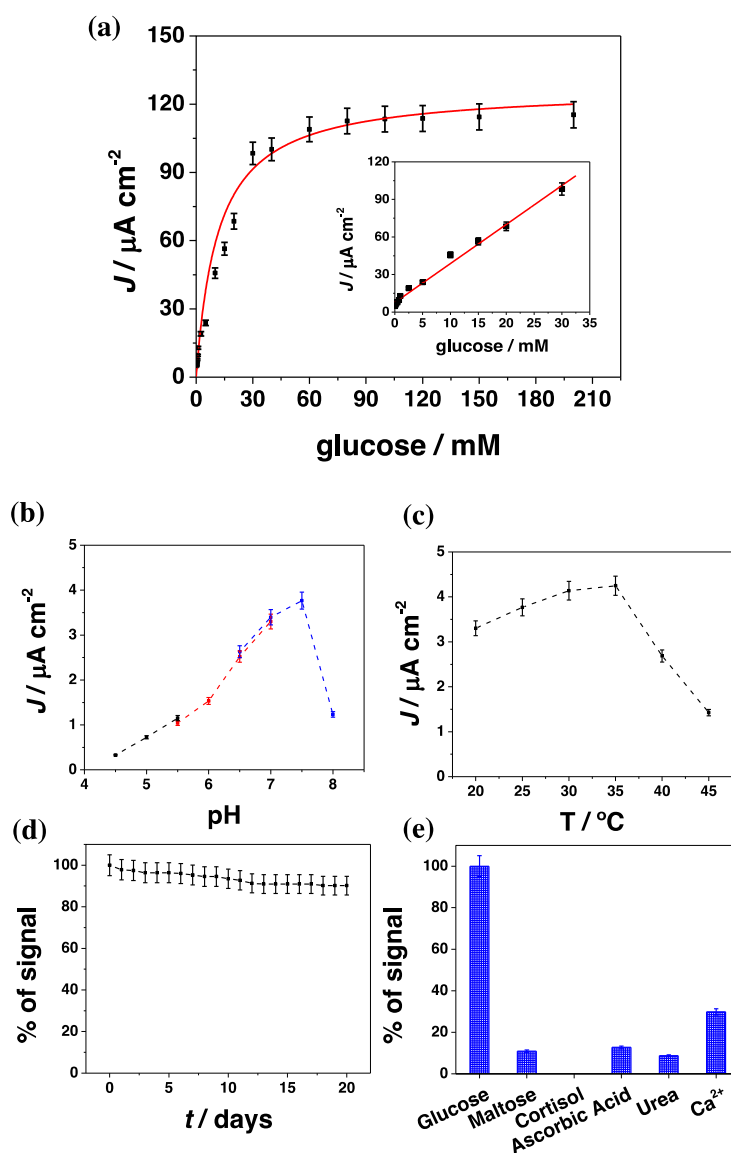 (a)
150
120
90
60
30
0
J / μA cm-2
0 30 60 90 120 150 180 210
glucose / mM
120
90
60
30
0
J / μA cm-2
0 5 10 15 20 25 30 35
glucose / mM
(b)
5
4
3
2
1
0
J / μA cm-2
4 5 6 7 8
pH
(c)
5
4
3
2
1
0
J / μA cm-2
20 25 30 35 40 45
T / ºC
(d)
100
80
60
40
20
0
% of signal
0 5 10 15 20
t / days
(e)
100
80
60
40
20
0
% of signal
Glucose
Maltose
Cortisol
Ascorbic Acid
Urea
Ca2+